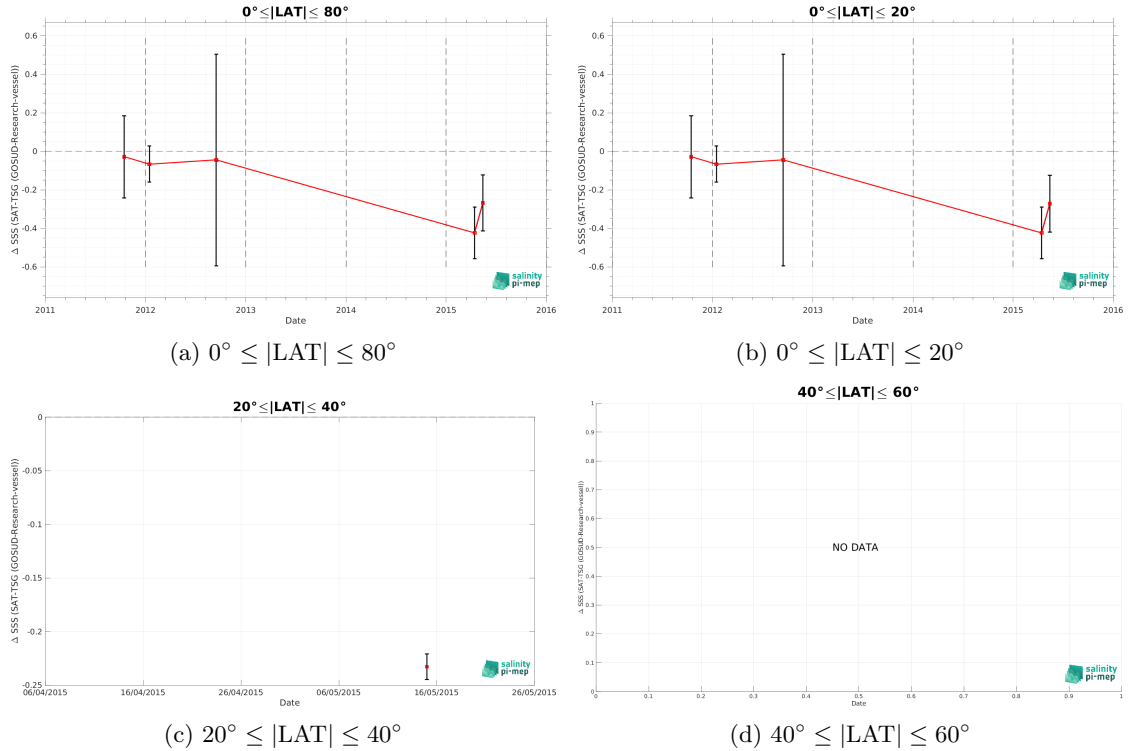 0°≤|LAT|≤ 80°
Δ SSS (SAT-TSG (GOSUD-Research-vessel))
0.6
0.4
0.2
0
-0.2
-0.4
-0.6
2011 2012 2013 2014 2015 2016
Date
salinity
pi-mep
(a) 0° ≤ |LAT| ≤ 80°
0°≤|LAT|≤ 20°
Δ SSS (SAT-TSG (GOSUD-Research-vessel))
0.6
0.4
0.2
0
-0.2
-0.4
-0.6
2011 2012 2013 2014 2015 2016
Date
salinity
pi-mep
(b) 0° ≤ |LAT| ≤ 20°
20°≤|LAT|≤ 40°
Δ SSS (SAT-TSG (GOSUD-Research-vessel))
0
-0.05
-0.1
-0.15
-0.2
-0.25
06/04/2015 16/04/2015 26/04/2015 06/05/2015 16/05/2015 26/05/2015
Date
salinity
pi-mep
(c) 20° ≤ |LAT| ≤ 40°
40°≤|LAT|≤ 60°
Δ SSS (SAT-TSG (GOSUD-Research-vessel))
1
0.9
0.8
0.7
0.6
0.5
0.4
0.3
0.2
0.1
0
NO DATA
0 0.1 0.2 0.3 0.4 0.5 0.6 0.7 0.8 0.9 1
Date
salinity
pi-mep
(d) 40° ≤ |LAT| ≤ 60°